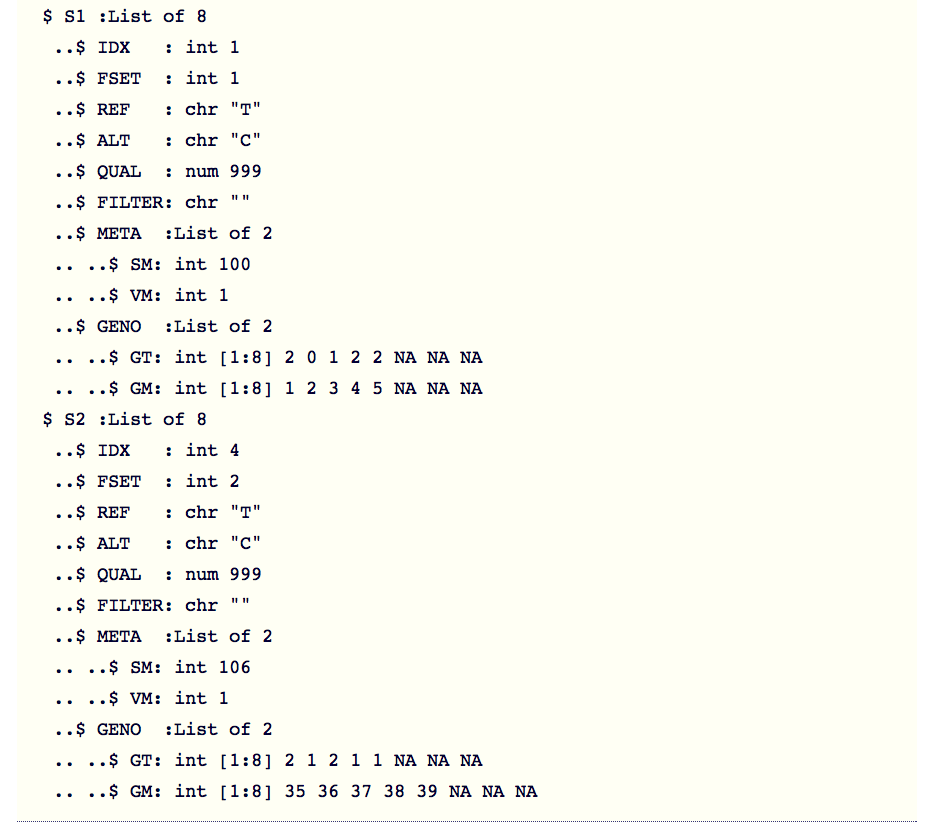 $ S1 :List of 8
..$ IDX   : int 1
..$ FSET  : int 1
..$ REF   : chr "T"
..$ ALT   : chr "C"
..$ QUAL  : num 999
..$ FILTER: chr ""
..$ META  :List of 2
.. ..$ SM: int 100
.. ..$ VM: int 1
..$ GENO  :List of 2
.. ..$ GT: int [1:8] 2 0 1 2 2 NA NA NA
.. ..$ GM: int [1:8] 1 2 3 4 5 NA NA NA
$ S2 :List of 8
..$ IDX   : int 4
..$ FSET  : int 2
..$ REF   : chr "T"
..$ ALT   : chr "C"
..$ QUAL  : num 999
..$ FILTER: chr ""
..$ META  :List of 2
.. ..$ SM: int 106
.. ..$ VM: int 1
..$ GENO  :List of 2
.. ..$ GT: int [1:8] 2 1 2 1 1 NA NA NA
.. ..$ GM: int [1:8] 35 36 37 38 39 NA NA NA